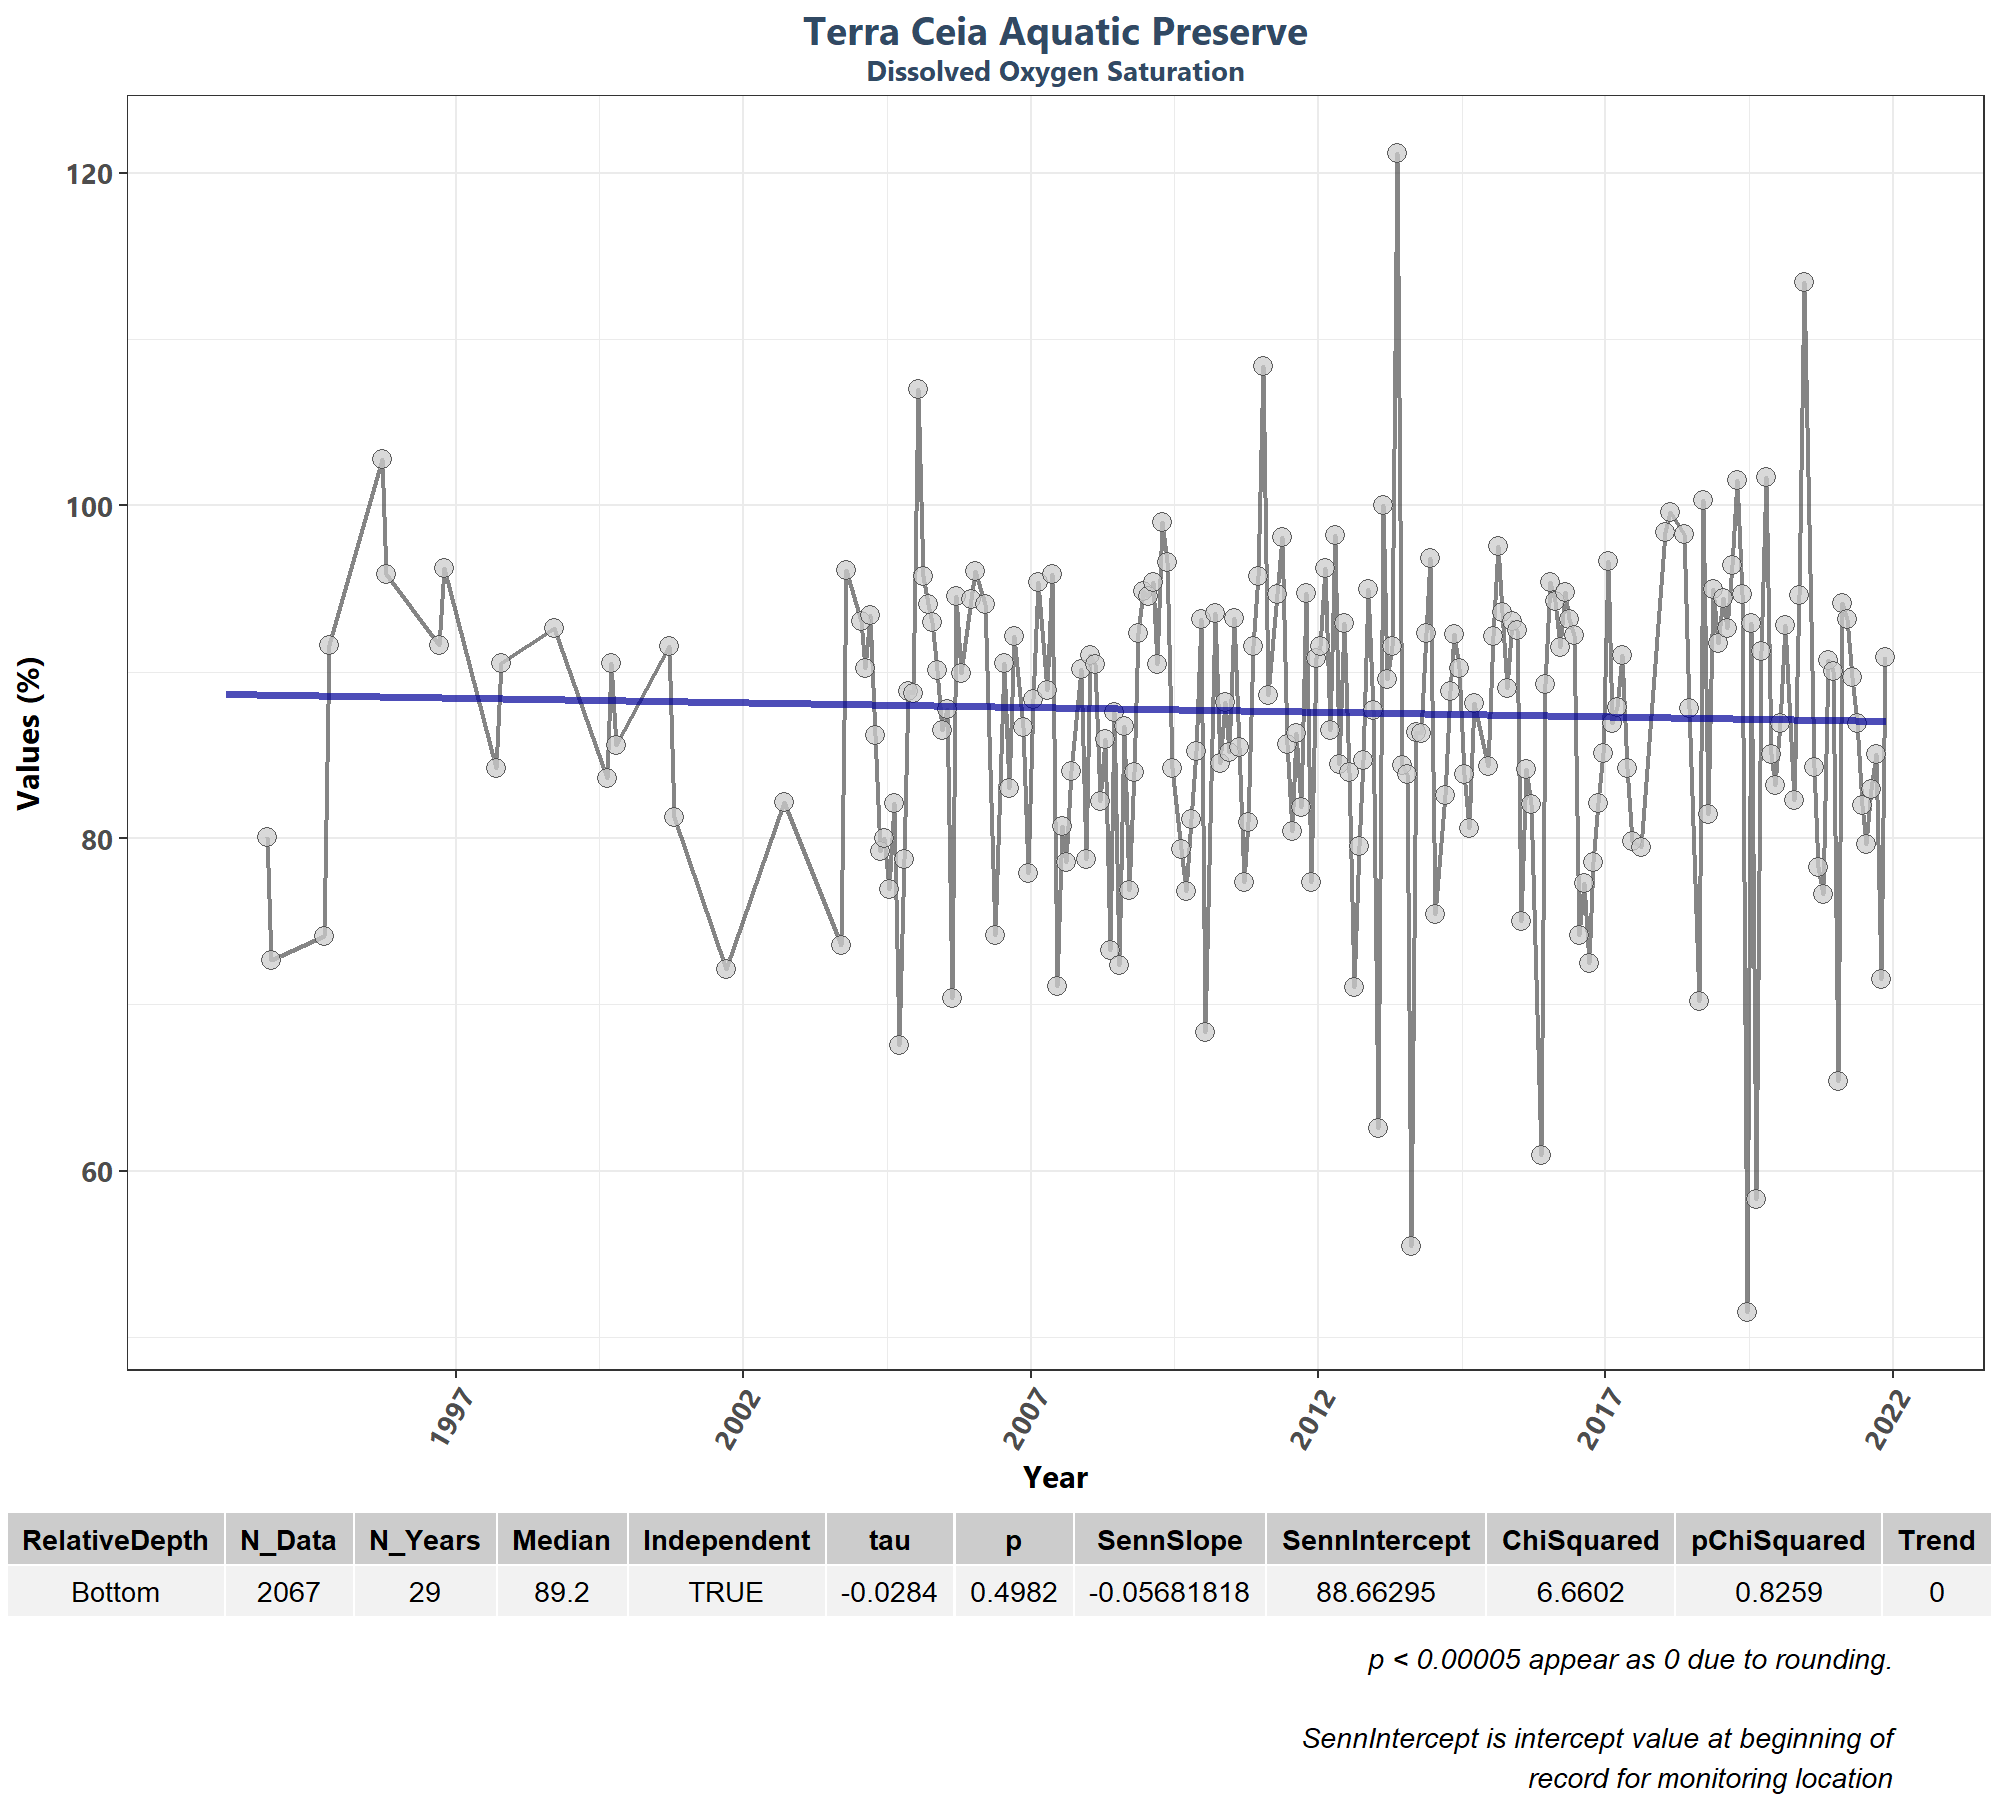 Terra Ceia Aquatic Preserve
Dissolved Oxygen Saturation
Values (%)
120
100
80
60
1997 2002 2007 2012 2017 2022
Year
RelativeDepth N_Data N_Years Median Independent tau p SennSlope SennIntercept ChiSquared pChiSquared Trend
Bottom 2067 29 89.2 TRUE -0.0284 0.4982 -0.05681818 88.66295 6.6602 0.8259 0
p < 0.00005 appear as 0 due to rounding.
SennIntercept is intercept value at beginning of
record for monitoring location